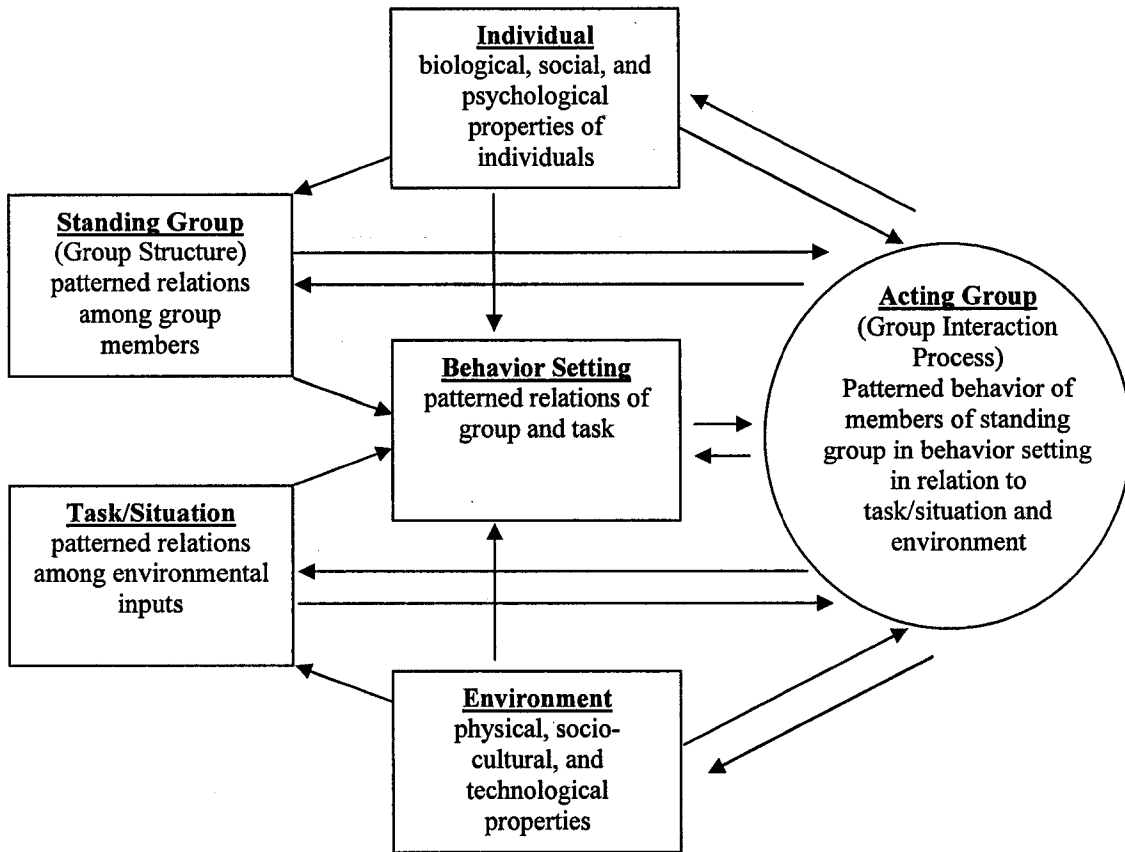 Individual
biological, social, and
psychological
properties of
individuals
Standing Group
(Group Structure)
patterned relations
among group
members
Acting Group
(Group Interaction
Process)
Patterned behavior of
members of standing
group in behavior setting
in relation to
task/situation and
environment
Behavior Setting
patterned relations of
group and task
Task/Situation
patterned relations
among environmental
inputs
Environment
physical, socio-
cultural, and
technological
properties